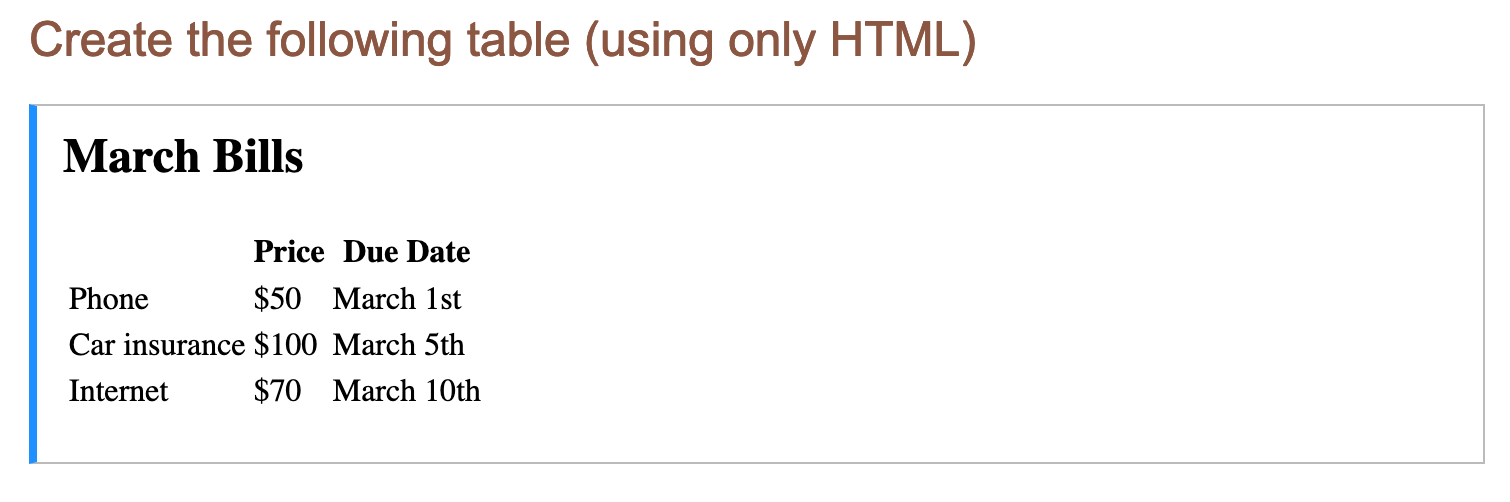 Create the following table (using only HTML)
March Bills
Price Due Date
Phone $50 March 1st
Car insurance $100 March 5th
Internet $70 March 10th